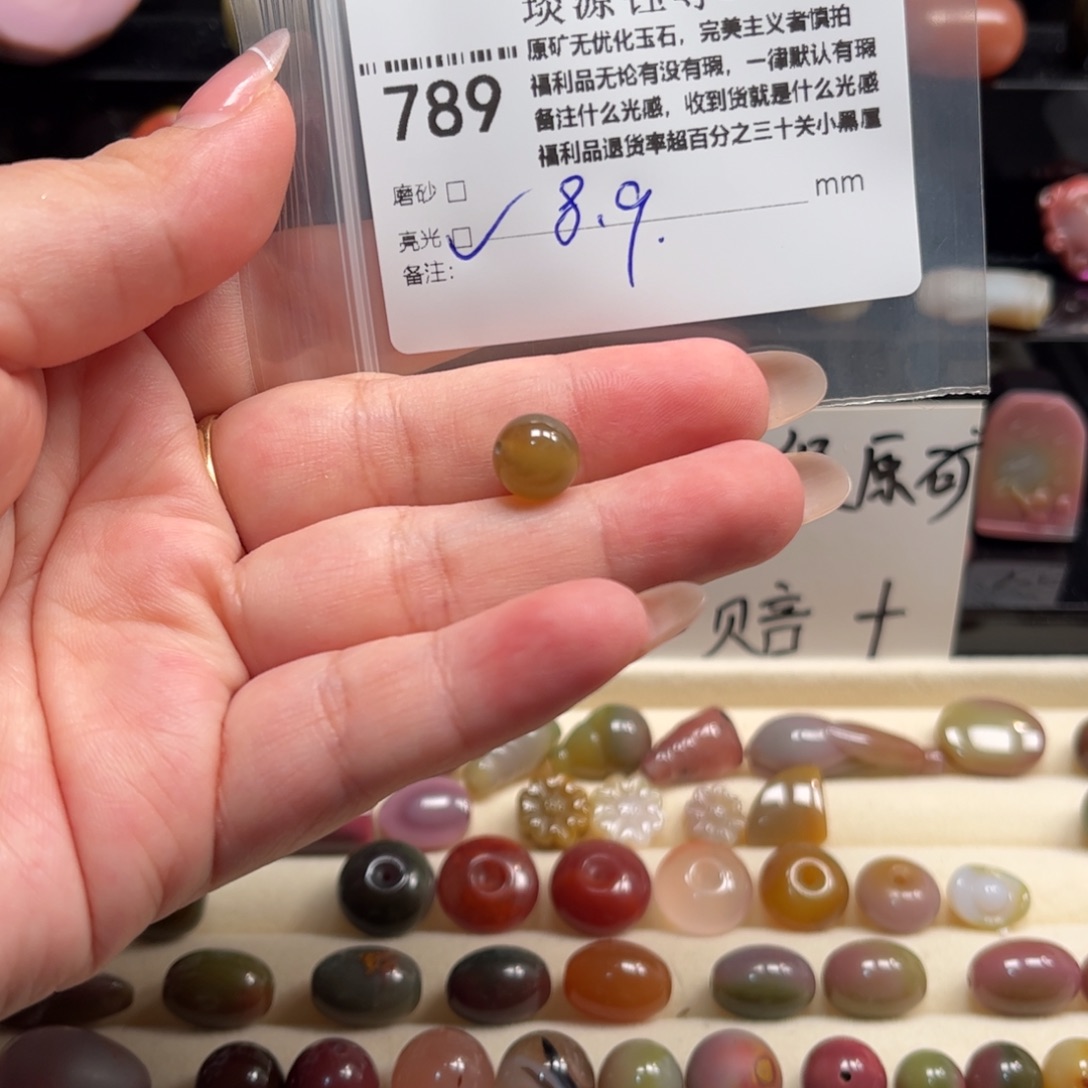 原矿无优化玉石，完美主义者慎拍
福利品无论有没有瑕，一律默认有瑕
备注什么光感，收到货就是什么光感
福利品退货率超百分之三十关小黑屋
789
磨砂 □
8.9. mm
亮光 □
备注：
原矿
赔 十